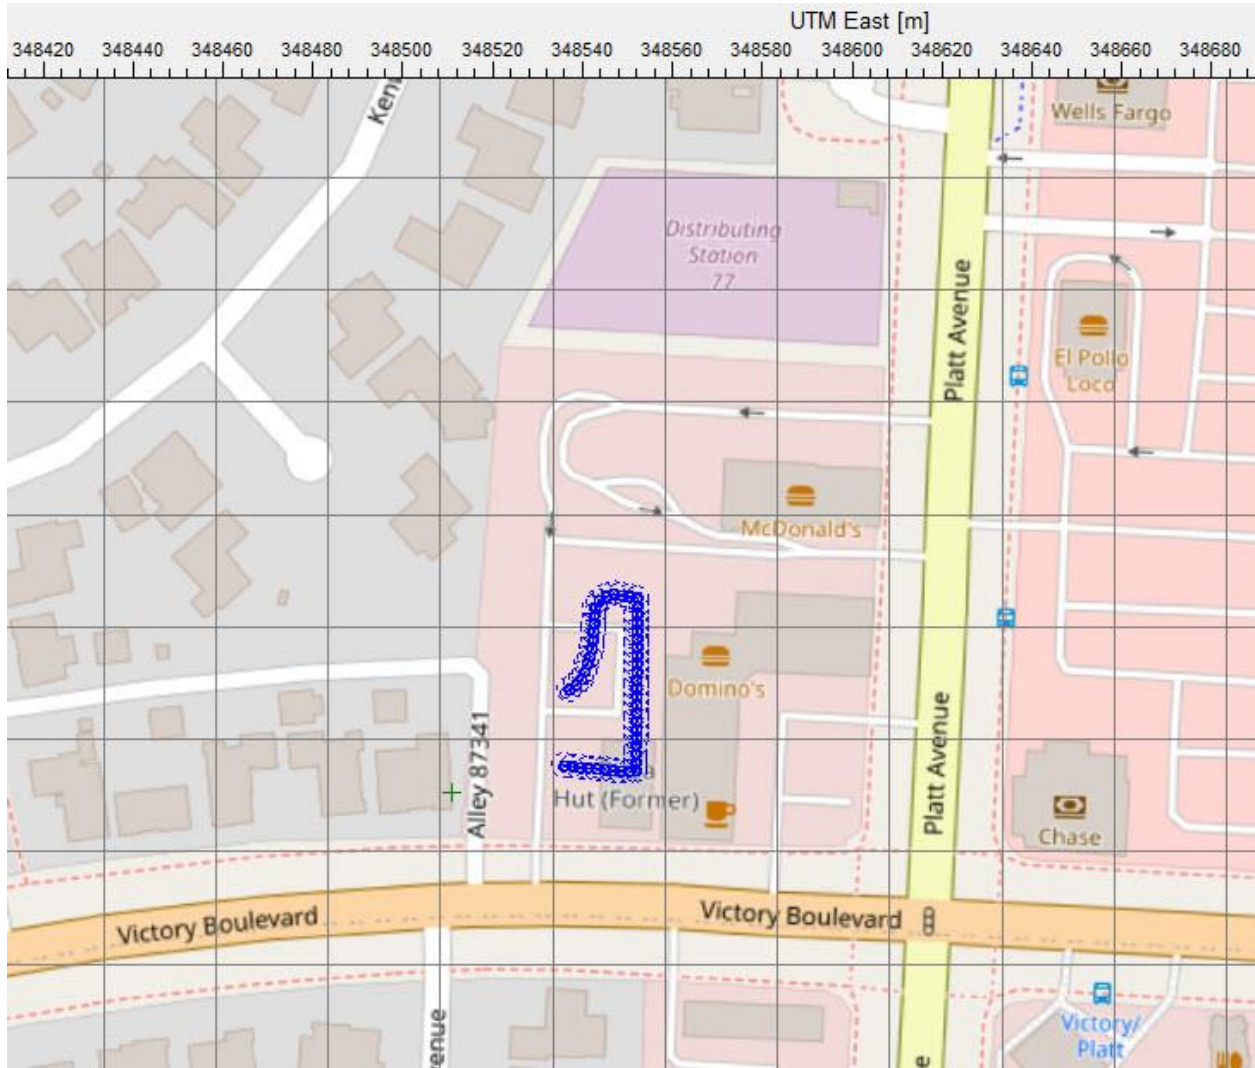 UTM East [m]
348420 348440 348460 348480 348500 348520 348540 348560 348580 348600 348620 348640 348660 348680
Wells Fargo
Distributing
Station
77
Platt Avenue
El Pollo
Loco
McDonald's
Domino's
Alley 87341
Platt Avenue
Hut (Former)
Chase
Victory Boulevard
Victory Boulevard
Victory/
Platt